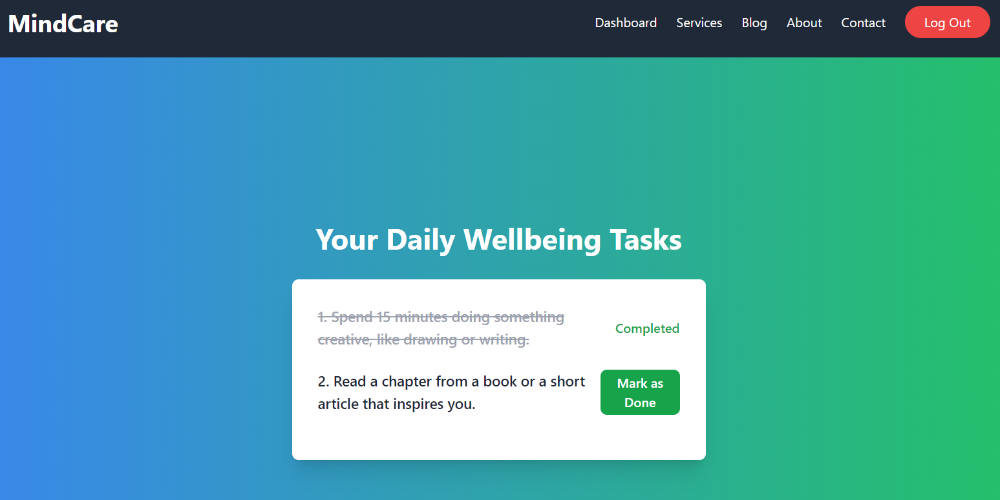 MindCare
Dashboard Services Blog About Contact Log Out
Your Daily Wellbeing Tasks
1. Spend 15 minutes doing something
creative, like drawing or writing.
Completed
2. Read a chapter from a book or a short
article that inspires you.
Mark as
Done